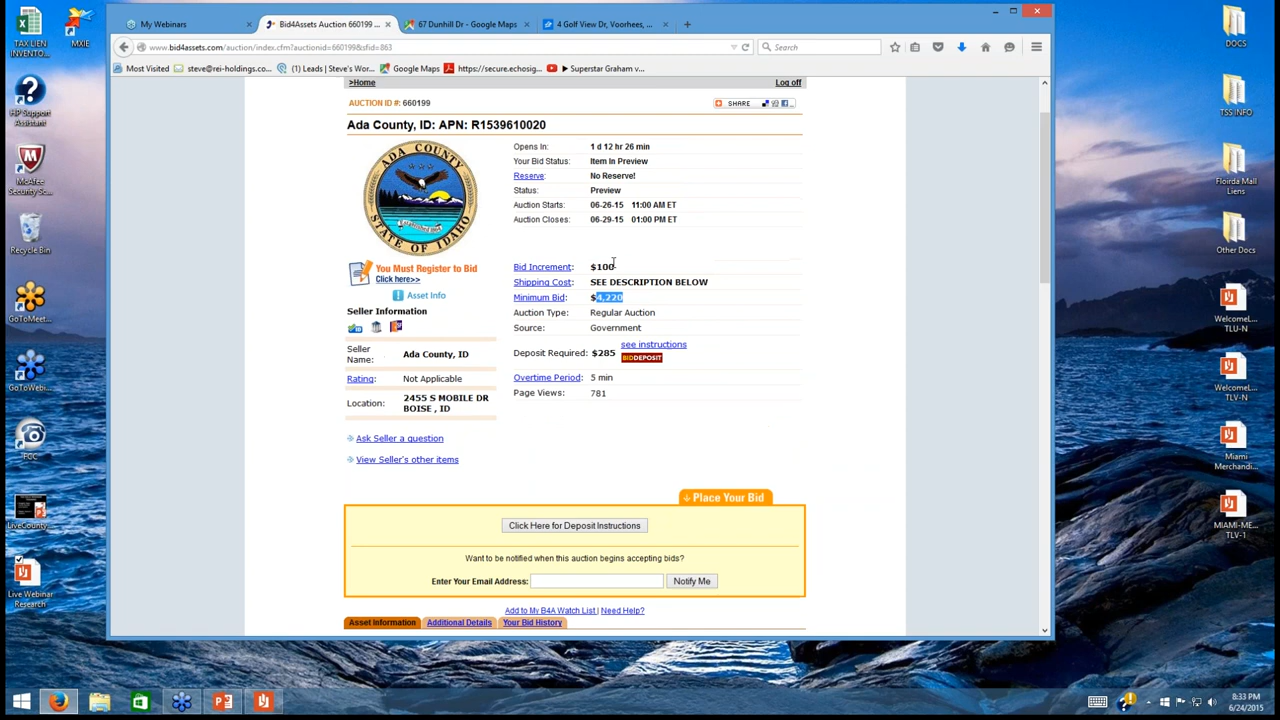 My Webinars
Bid4Assets Auction 660199 ...
67 Dunhill Dr - Google Maps
4 Golf View Dr, Voorhees, ...
www.bid4assets.com/auction/index.cfm?auctionid=660199&sfid=863
Search
Most Visited
steve@rei-holdings.co...
(1) Leads | Steve's Wor...
Google Maps
https://secure.echosig...
Superstar Graham v...
>Home
Log off
AUCTION ID #: 660199
SHARE
Ada County, ID: APN: R1539610020
ADA COUNTY
STATE OF IDAHO
Opens In: 1 d 12 hr 26 min
Your Bid Status: Item In Preview
Reserve: No Reserve!
Status: Preview
Auction Starts: 06-26-15 11:00 AM ET
Auction Closes: 06-29-15 01:00 PM ET
Bid Increment: $100
Shipping Cost: SEE DESCRIPTION BELOW
Minimum Bid: $4,220
Auction Type: Regular Auction
Source: Government
Deposit Required: $285 see instructions
BIDDEPOSIT
Overtime Period: 5 min
Page Views: 781
You Must Register to Bid
Click here>>
Asset Info
Seller Information
Seller Name: Ada County, ID
Rating: Not Applicable
Location: 2455 S MOBILE DR
BOISE , ID
Ask Seller a question
View Seller's other items
Place Your Bid
Click Here for Deposit Instructions
Want to be notified when this auction begins accepting bids?
Enter Your Email Address:
Notify Me
Add to My B4A Watch List | Need Help?
Asset Information
Additional Details
Your Bid History
TAX LIEN
INVENTO...
MXIE
HP Support
Assistant
McAfee
Security Sc...
Recycle Bin
GoToMeet...
GoToWebi...
FCC
LiveCounty...
Live Webinar
Research
DOCS
TSS INFO
Floirda Mall
Liens
Other Docs
WelcomeL...
TLU-N
WelcomeL...
TLV-N
Miami
Merchandi...
MIAMI-ME...
TLV-1
8:33 PM
6/24/2015